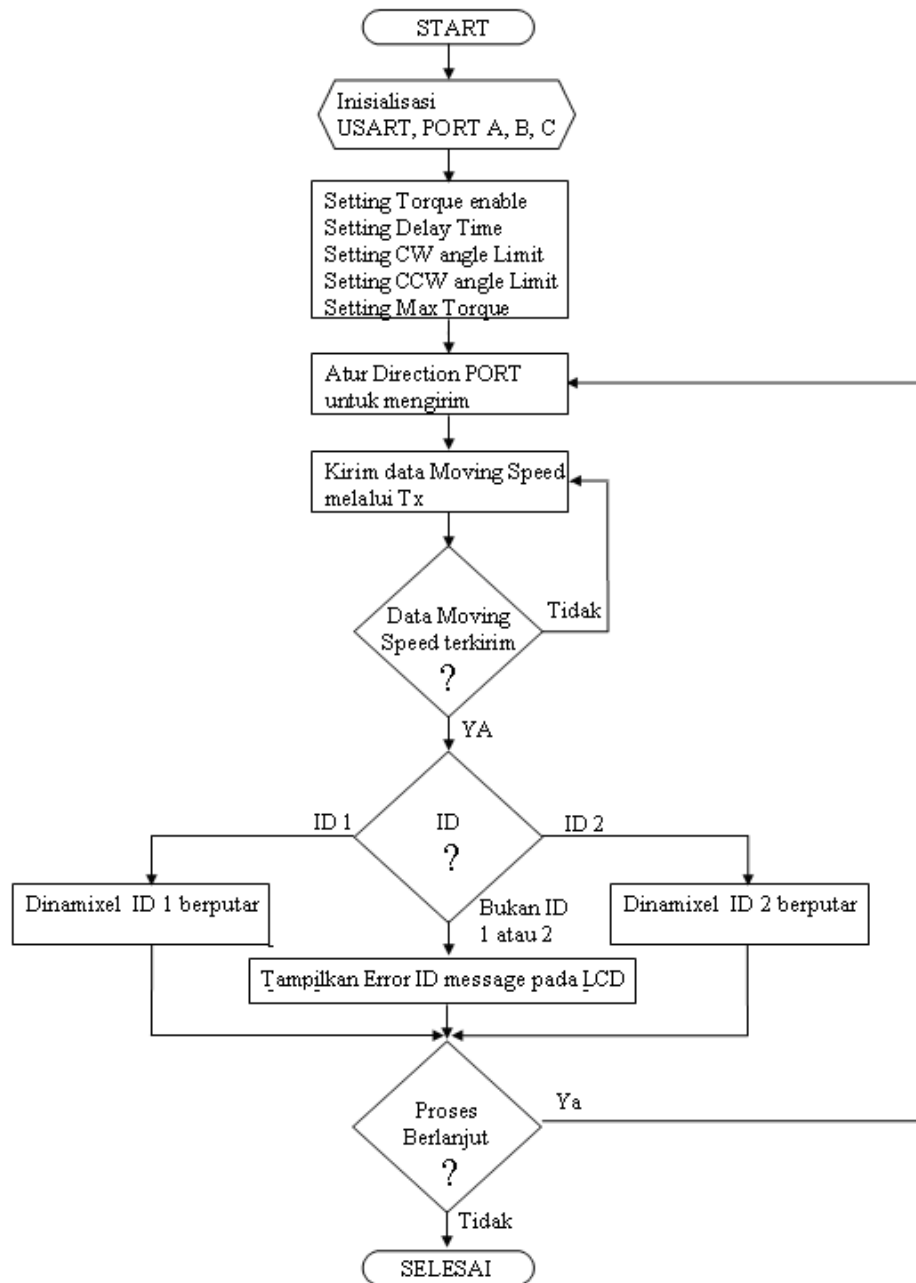 START
Inisialisasi
USART, PORT A, B, C
Setting Torque enable
Setting Delay Time
Setting CW angle Limit
Setting CCW angle Limit
Setting Max Torque
Atur Direction PORT
untuk mengirim
Kirim data Moving Speed
melalui Tx
Data Moving
Speed terkirim
?
Tidak
YA
ID 1
ID
?
ID 2
Dinamixel ID 1 berputar
Bukan ID
1 atau 2
Dinamixel ID 2 berputar
Tampilkan Error ID message pada LCD
Proses
Berlanjut
?
Ya
Tidak
SELESAI